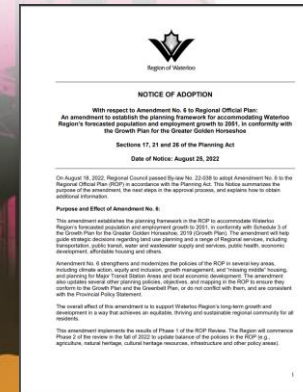 Region of Waterloo
NOTICE OF ADOPTION
With respect to Amendment No. 6 to Regional Official Plan:
An amendment to establish the planning framework for accommodating Waterloo
Region's forecasted population and employment growth to 2051, in conformity with
the Growth Plan for the Greater Golden Horseshoe
Sections 17, 21 and 26 of the Planning Act
Date of Notice: August 25, 2022
On August 18, 2022, Regional Council passed By-law No. 22-038 to adopt Amendment No. 6 to the
Regional Official Plan (ROP) in accordance with the Planning Act. This Notice summarizes the
purpose of the amendment, the next steps in the approval process, and explains how to obtain
additional information.
Purpose and Effect of Amendment No. 6:
This amendment establishes the planning framework in the ROP to accommodate Waterloo
Region's forecasted population and employment growth to 2051, in conformity with Schedule 3 of
the Growth Plan for the Greater Golden Horseshoe, 2019 (Growth Plan). The amendment will help
guide strategic decisions regarding land use planning and a range of Regional services, including
transportation, public transit, water and wastewater supply and services, public health, economic
development, affordable housing and others.
Amendment No. 6 strengthens and modernizes the policies of the ROP in several key areas,
including climate action, equity and inclusion, growth management, and "missing middle" housing,
and planning for Major Transit Station Areas and local economic development. The amendment
also updates several other planning policies, objectives, and mapping in the ROP to ensure they
conform to the Growth Plan and the Greenbelt Plan, or do not conflict with them, and are consistent
with the Provincial Policy Statement.
The overall effect of this amendment is to support Waterloo Region's long-term growth and
development in a way that achieves an equitable, thriving and sustainable regional community for all
residents.
This amendment implements the results of Phase 1 of the ROP Review. The Region will commence
Phase 2 of the review in the fall of 2022 to update balance of the policies in the ROP (e.g.,
agriculture, natural heritage, cultural heritage resources, infrastructure and other policy areas).
1